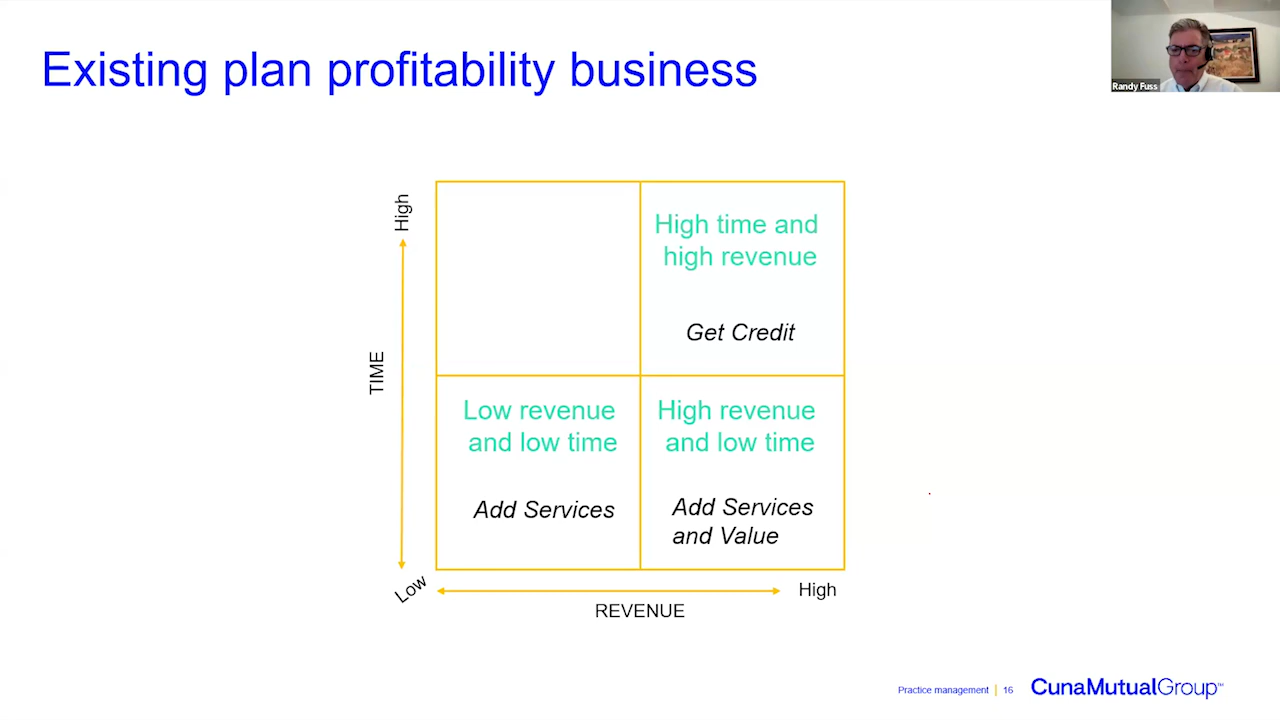 Existing plan profitability business
Randy Fuss
High
High time and
high revenue
Get Credit
TIME
Low revenue
and low time
High revenue
and low time
Add Services
Add Services
and Value
Low
High
REVENUE
Practice management | 16
CunaMutualGroup™